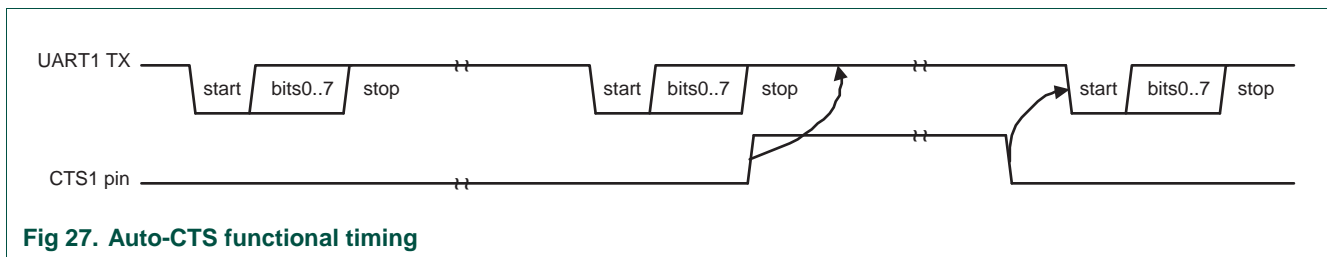 UART1 TX
start bits0..7 stop start bits0..7 stop start bits0..7 stop
CTS1 pin
Fig 27. Auto-CTS functional timing